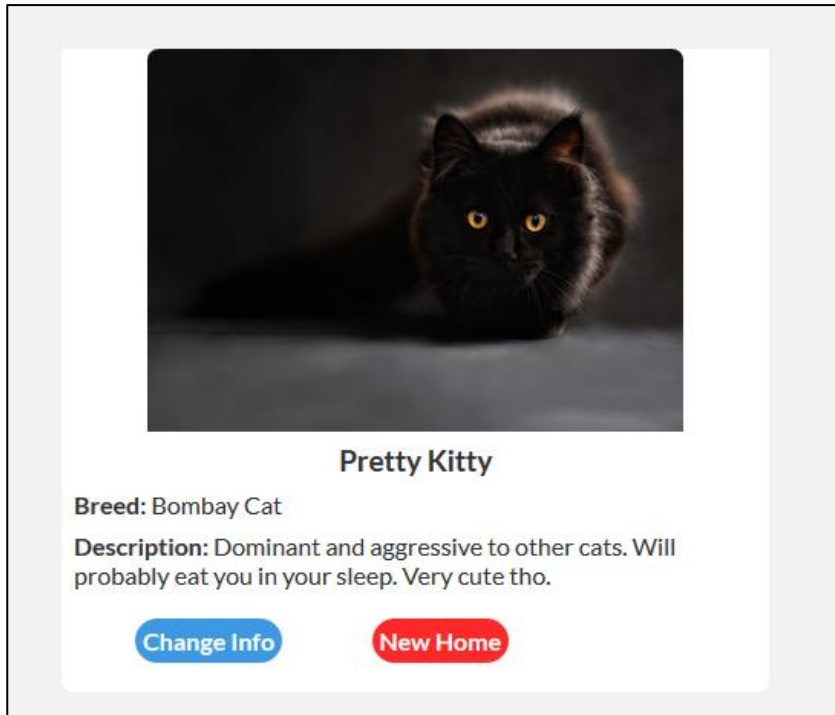 Pretty Kitty
Breed: Bombay Cat
Description: Dominant and aggressive to other cats. Will
probably eat you in your sleep. Very cute tho.
Change Info New Home